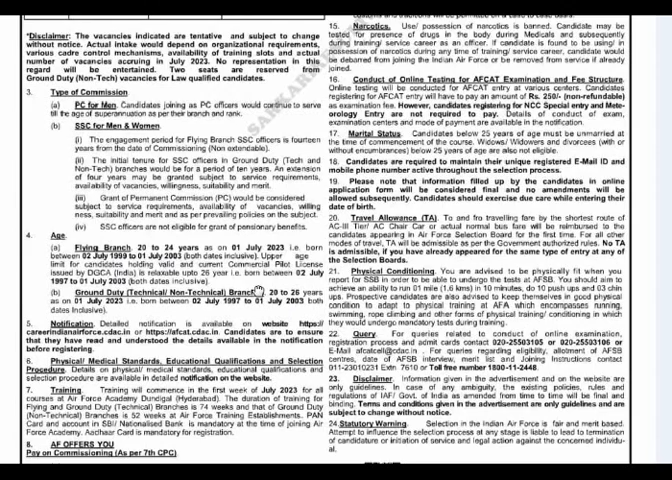 *Disclaimer: The vacancies indicated are tentative and subject to change
without notice. Actual intake would depend on organizational requirements,
various cadre control mechanisms, availability of training slots and actual
number of vacancies accruing in July 2023. No representation in this
regard will be entertained. Two seats are reserved from
Ground Duty (Non-Tech) vacancies for Law qualified candidates.
3. Type of Commission
(a) PC for Men. Candidates joining as PC officers would continue to serve
till the age of superannuation as per their branch and rank.
(b) SSC for Men & Women.
(i) The engagement period for Flying Branch SSC officers is fourteen
years from the date of Commission (Non extendable).
(ii) The initial tenure for SSC officers in Ground Duty (Tech and
Non-Tech) branches would be for a period of ten years. An extension
of four years may be granted subject to service requirements,
availability of vacancies, willingness, suitability and merit.
(iii) Grant of Permanent Commission (PC) would be considered
subject to service requirements, availability of vacancies, willing
ness, suitability and merit and as per prevailing policies on the subject.
(iv) SSC officers are not eligible for grant of pensionary benefits.
4. Age
(a) Flying Branch. 20 to 24 years as on 01 July 2023 i.e. born
between 02 July 1999 to 01 July 2003 (both dates inclusive). Upper age
limit for candidates holding valid and current Commercial Pilot License
issued by DGCA (India) is relaxable upto 26 year i.e. born between 02 July
1997 to 01 July 2003 (both dates inclusive).
(b) Ground Duty (Technical/ Non-Technical) Branch. 20 to 26 years
as on 01 July 2023 i.e. born between 02 July 1997 to 01 July 2003 both
dates Inclusive).
5. Notification. Detailed notification is available on website https://
careerindianairforce.cdac.in or https://afcat.cdac.in. Candidates are to ensure
that they have read and understood the details available in the notification
before registering.
6. Physical/ Medical Standards, Educational Qualifications and Selection
Procedure. Details on physical/ medical standards, educational qualifications and
selection procedure are available in detailed notification on the website.
7. Training. Training will commence in the first week of July 2023 for all
courses at Air Force Academy Dundigal (Hyderabad). The duration of training for
Flying and Ground Duty (Technical) Branches is 74 weeks and that of Ground Duty
(Non-Technical) Branches is 52 weeks at Air Force Training Establishments. PAN
Card and account in SBI/ Nationalised Bank is mandatory at the time of joining Air
Force Academy. Aadhaar Card is mandatory for registration.
8. AF OFFERS YOU
Pay on Commissioning (As per 7th CPC)
15. Narcotics. Use/ possession of narcotics is banned. Candidate may be
tested for presence of drugs in the body during Medicals and subsequently
during training/ service career as an officer. If candidate is found to be using/ in
possession of narcotics during any time of training/ service career, candidate would
be debarred from joining the Indian Air Force or be removed from service if already
joined.
16. Conduct of Online Testing for AFCAT Examination and Fee Structure.
Online testing will be conducted for AFCAT entry at various centers. Candidates
registering for AFCAT entry will have to pay an amount of Rs. 250/- (non-refundable)
as examination fee. However, candidates registering for NCC Special entry and Mete-
orology Entry are not required to pay. Details of conduct of exam,
examination centers and mode of payment are available in the notification.
17. Marital Status. Candidates below 25 years of age must be unmarried at
the time of commencement of course. Widows/ Widowers and divorcees (with or
without encumbrances) below 25 years of age are also not eligible.
18. Candidates are required to maintain their unique registered E-Mail ID and
mobile phone number active throughout the selection process.
19. Please note that information filled up by the candidates in online
application form will be considered final and no amendments will be
allowed subsequently. Candidates should exercise due care while entering
their date of birth.
20. Travel Allowance (TA). To and fro travelling fare by the shortest route of
AC-III Tier/ AC Chair Car or actual normal bus fare will be reimbursed to the
candidates appearing in Air Force Selection Board for the first time. For all other
modes of travel, TA will be admissible as per the Government authorized rules. No TA
is admissible, if you have already appeared for the same type of entry at any of
the Selection Boards.
21. Physical Conditioning. You are advised to be physically fit when you
report for SSB in order to be able to undergo the tests at AFSB. You should aim to
achieve an ability to run 01 mile (1.6 kms) in 10 minutes, do 10 push ups and 03 chin
ups. Prospective candidates are also advised to keep themselves in good physical
condition to adapt to physical training at AFA which encompasses running,
swimming, rope climbing and other forms of physical training/ conditioning in which
they would undergo mandatory tests during training.
22. Query. For queries related to conduct of online examination,
registration process and admit cards contact 020-25503105 or 020-25503106 or
E-Mail afcatcell@cdac.in . For queries regarding eligibility, allotment of AFSB
centres, date of AFSB interview, merit list and Joining Instructions contact
011-23010231 Extn 7610 or Toll free number 1800-11-2448.
23. Disclaimer. Information given in the advertisement and on the website are
only guidelines. In case of any ambiguity, the existing policies, rules and
regulations of IAF/ Govt. of India as amended from time to time will be final and
binding. Terms and conditions given in the advertisement are only guidelines and are
subject to change without notice.
24. Statutory Warning. Selection in the Indian Air Force is fair and merit based.
Attempt to influence the selection process at any stage is liable to lead to termination
of candidature or initiation of service and legal action against the concerned individu-
al.